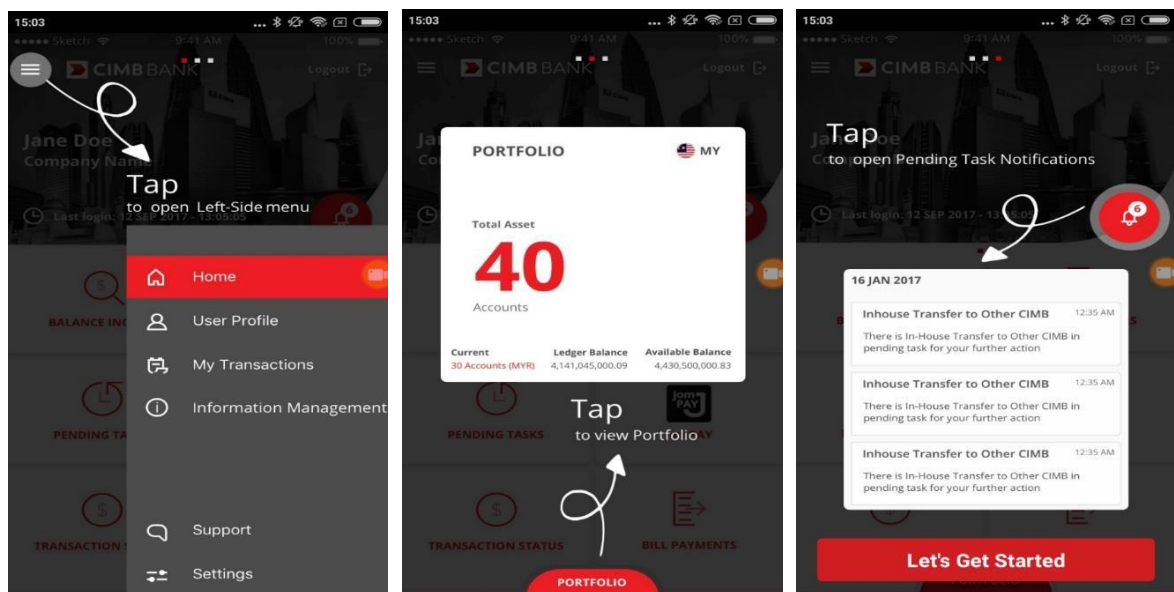 15:03
Sketch 9:41 AM 100%
CIMB BANK Logout
Jane Doe
Company Name
Tap
to open Left-Side menu
Last login: 12 SEP 2017 - 13:05:05
6
Home
User Profile
My Transactions
Information Management
Support
Settings
BALANCE
PENDING
TRANSACTION
15:03
Sketch 9:41 AM 100%
CIMB BANK Logout
PORTFOLIO MY
Total Asset
40
Accounts
Current Ledger Balance Available Balance
30 Accounts (MYR) 4,141,045,000.09 4,430,500,000.83
Jom
PAY
Tap
to view Portfolio
PENDING TASKS
TRANSACTION STATUS BILL PAYMENTS
PORTFOLIO
15:03
Sketch 9:41 AM 100%
CIMB BANK Logout
Tap
to open Pending Task Notifications
6
Last login: 12 SEP 2017 - 13:05:05
16 JAN 2017
Inhouse Transfer to Other CIMB 12:35 AM
There is In-House Transfer to Other CIMB in
pending task for your further action
Inhouse Transfer to Other CIMB 12:35 AM
There is In-House Transfer to Other CIMB in
pending task for your further action
Inhouse Transfer to Other CIMB 12:35 AM
There is In-House Transfer to Other CIMB in
pending task for your further action
Let's Get Started